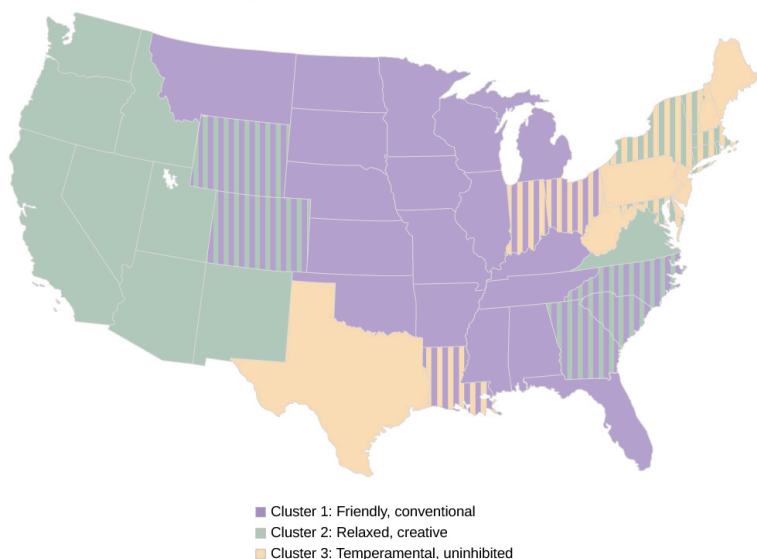 Cluster 1: Friendly, conventional
Cluster 2: Relaxed, creative
Cluster 3: Temperamental, uninhibited